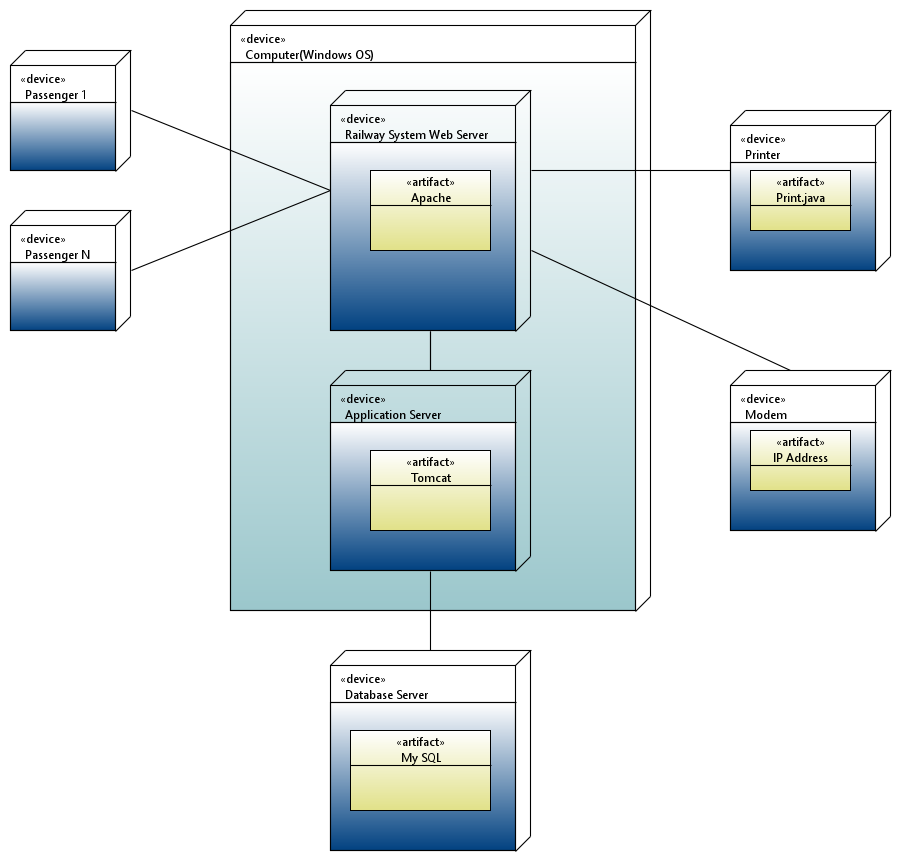 «device»
Computer(Windows OS)
«device»
Passenger 1
«device»
Railway System Web Server
«artifact»
Apache
«device»
Printer
«artifact»
Print.java
«device»
Passenger N
«device»
Application Server
«artifact»
Tomcat
«device»
Modem
«artifact»
IP Address
«device»
Database Server
«artifact»
My SQL